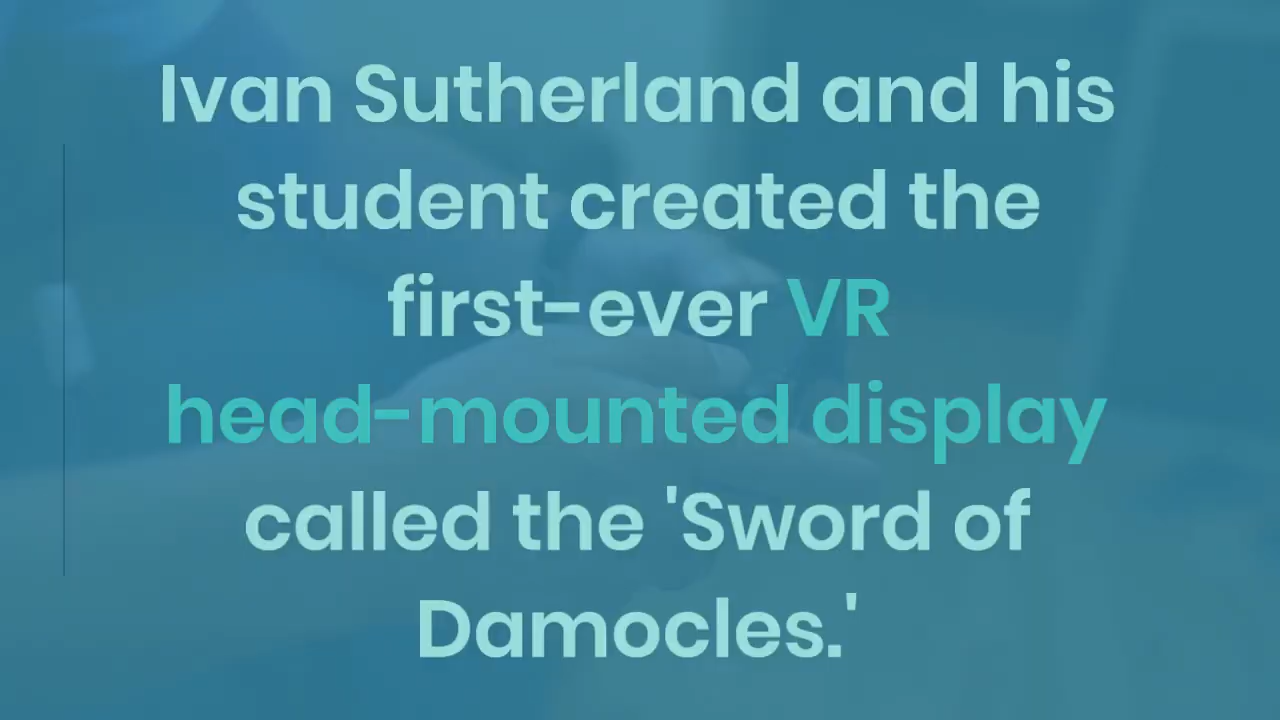 Ivan Sutherland and his
student created the
first-ever VR
head-mounted display
called the 'Sword of
Damocles.'